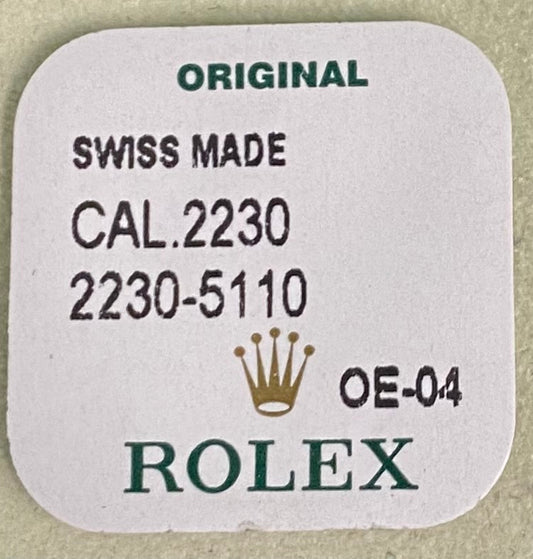 ORIGINAL
SWISS MADE
CAL.2230
2230-5110
OE-04
ROLEX